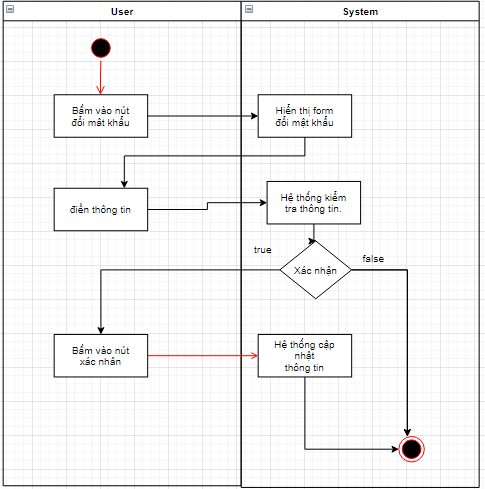 User
System
Bấm vào nút
đổi mật khẩu
Hiển thị form
đổi mật khẩu
điền thông tin
Hệ thống kiểm
tra thông tin.
true
Xác nhận
false
Bấm vào nút
xác nhân
Hệ thống cập
nhật
thông tin